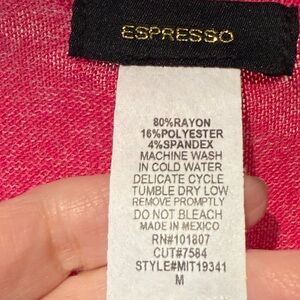 ESPRESSO
80%RAYON
16%POLYESTER
4%SPANDEX
MACHINE WASH
IN COLD WATER
DELICATE CYCLE
TUMBLE DRY LOW
REMOVE PROMPTLY
DO NOT BLEACH
MADE IN MEXICO
RN#101807
CUT#7584
STYLE#MIT19341
M